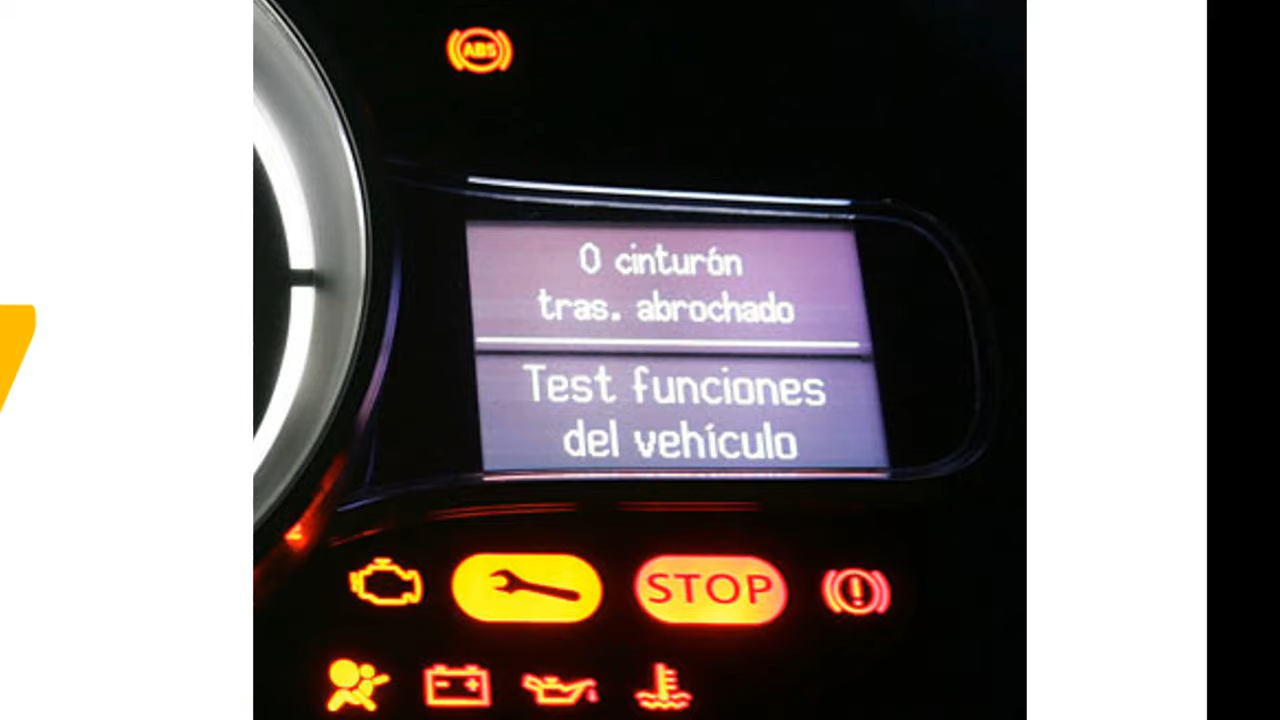 ABS
0 cinturón
tras. abrochado
Test funciones
del vehículo
STOP